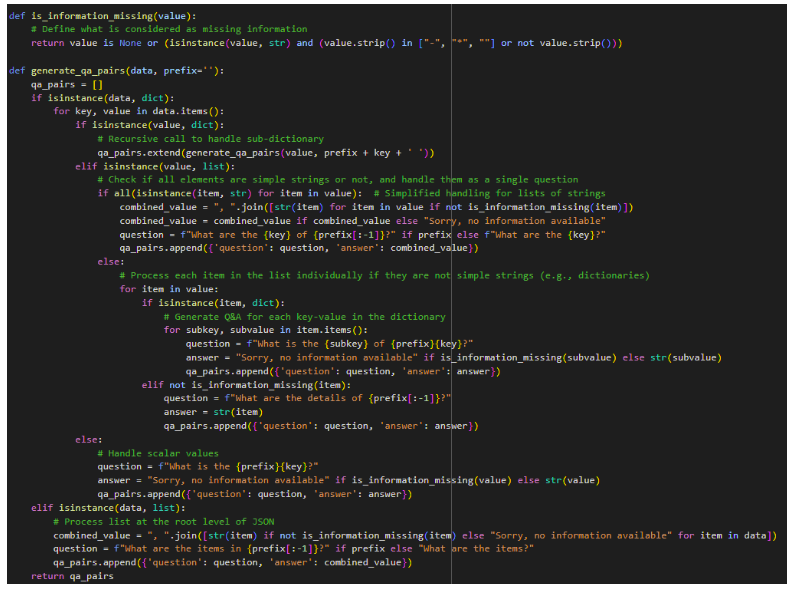 def is_information_missing(value):
    # Define what is considered as missing information
    return value is None or (isinstance(value, str) and (value.strip() in ["-", "*", ""] or not value.strip()))

def generate_qa_pairs(data, prefix=''):
    qa_pairs = []
    if isinstance(data, dict):
        for key, value in data.items():
            if isinstance(value, dict):
                # Recursive call to handle sub-dictionary
                qa_pairs.extend(generate_qa_pairs(value, prefix + key + ' '))
            elif isinstance(value, list):
                # Check if all elements are simple strings or not, and handle them as a single question
                if all(isinstance(item, str) for item in value):  # Simplified handling for lists of strings
                    combined_value = ", ".join([str(item) for item in value if not is_information_missing(item)])
                    combined_value = combined_value if combined_value else "Sorry, no information available"
                    question = f"What are the {key} of {prefix[:-1]}?" if prefix else f"What are the {key}?"
                    qa_pairs.append({'question': question, 'answer': combined_value})
                else:
                    # Process each item in the list individually if they are not simple strings (e.g., dictionaries)
                    for item in value:
                        if isinstance(item, dict):
                            # Generate Q&A for each key-value in the dictionary
                            for subkey, subvalue in item.items():
                                question = f"What is the {subkey} of {prefix}{key}?"
                                answer = "Sorry, no information available" if is_information_missing(subvalue) else str(subvalue)
                                qa_pairs.append({'question': question, 'answer': answer})
                        elif not is_information_missing(item):
                            question = f"What are the details of {prefix[:-1]}?"
                            answer = str(item)
                            qa_pairs.append({'question': question, 'answer': answer})
            else:
                # Handle scalar values
                question = f"What is the {prefix}{key}?"
                answer = "Sorry, no information available" if is_information_missing(value) else str(value)
                qa_pairs.append({'question': question, 'answer': answer})
    elif isinstance(data, list):
        # Process list at the root level of JSON
        combined_value = ", ".join([str(item) if not is_information_missing(item) else "Sorry, no information available" for item in data])
        question = f"What are the items in {prefix[:-1]}?" if prefix else "What are the items?"
        qa_pairs.append({'question': question, 'answer': combined_value})
    return qa_pairs